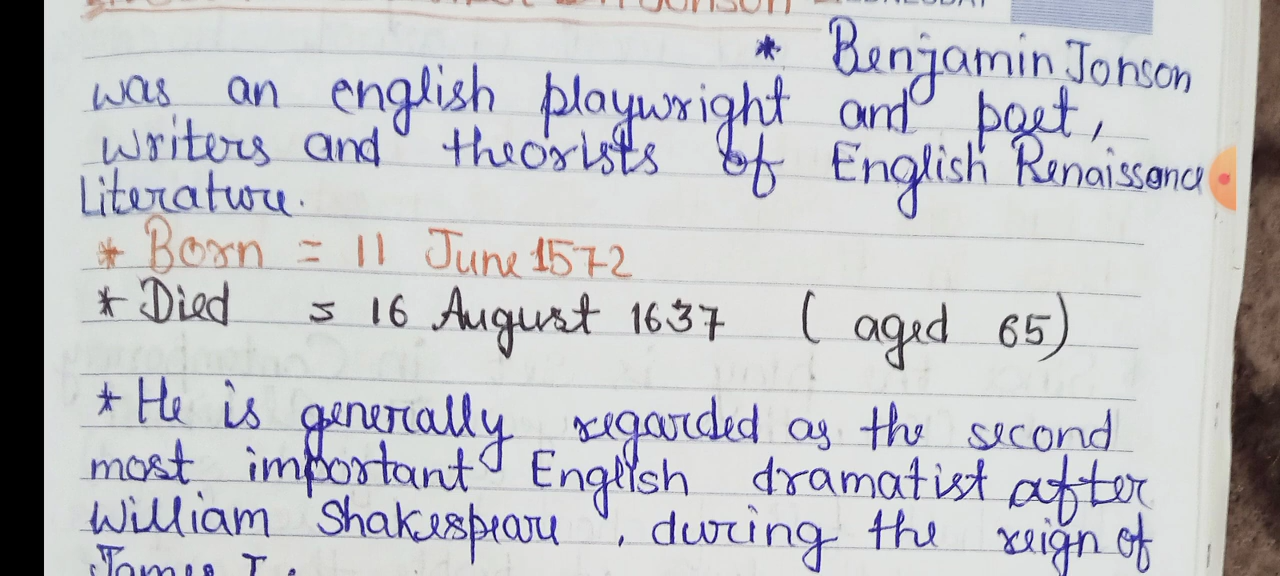 Jonson
* Benjamin Jonson
was an english playwright and poet,
writers and theorists of English Renaissance
Literature.
* Born = 11 June 1572
* Died = 16 August 1637 (aged 65)
* He is generally regarded as the second
most important English dramatist after
William Shakespeare, during the reign of
James I.